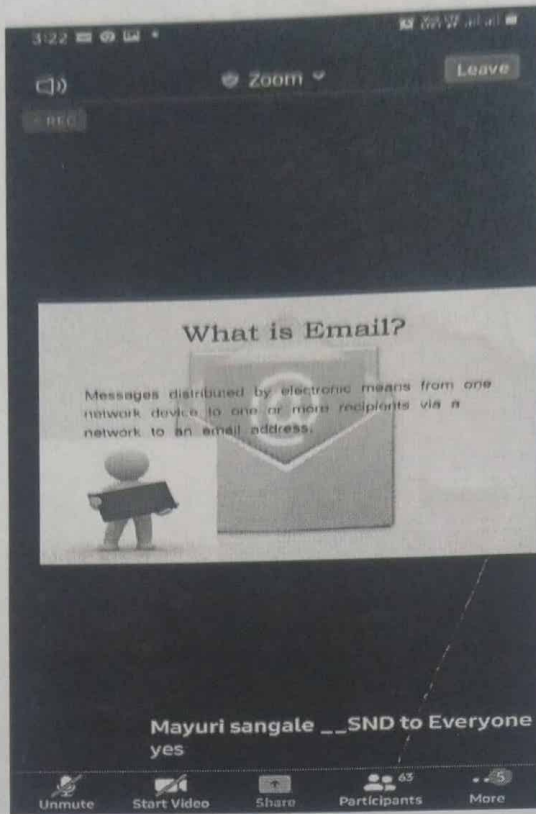 3:22
Zoom
Leave
REC
What is Email?
Messages distributed by electronic means from one
network device to one or more recipients via a
network to an email address.
Mayuri sangale __SND to Everyone
yes
63
5
Unmute
Start Video
Share
Participants
More